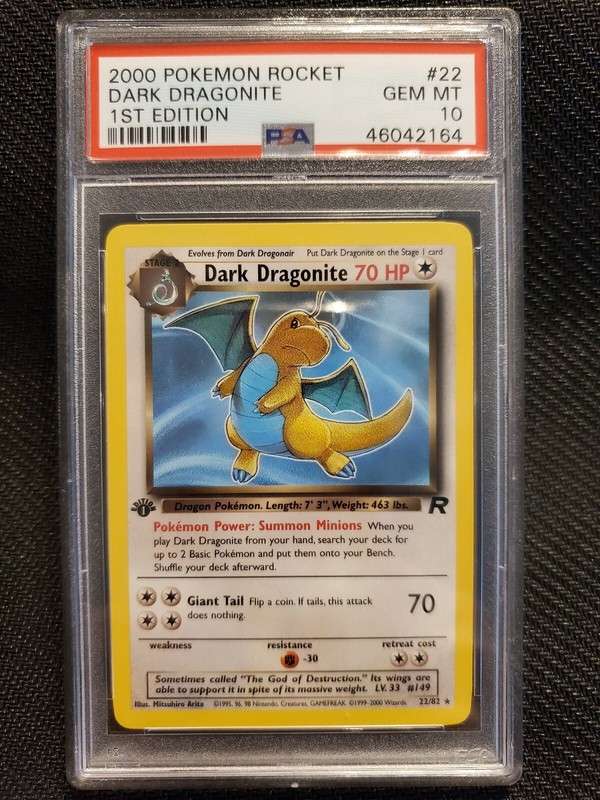 2000 POKEMON ROCKET #22
DARK DRAGONITE GEM MT
1ST EDITION 10
PSA 46042164
Evolves from Dark Dragonair Put Dark Dragonite on the Stage 1 card
STAGE 2
Dark Dragonite 70 HP
Dragon Pokémon. Length: 7' 3", Weight: 463 lbs.
EDITION 1 R
Pokémon Power: Summon Minions When you
play Dark Dragonite from your hand, search your deck for
up to 2 Basic Pokémon and put them onto your Bench.
Shuffle your deck afterward.
Giant Tail Flip a coin. If tails, this attack 70
does nothing.
weakness resistance retreat cost
-30
Sometimes called "The God of Destruction." Its wings are
able to support it in spite of its massive weight. LV. 33 #149
Illus. Mitsuhiro Arita ©1995, 96, 98 Nintendo, Creatures, GAMEFREAK. ©1999-2000 Wizards. 22/82 ★